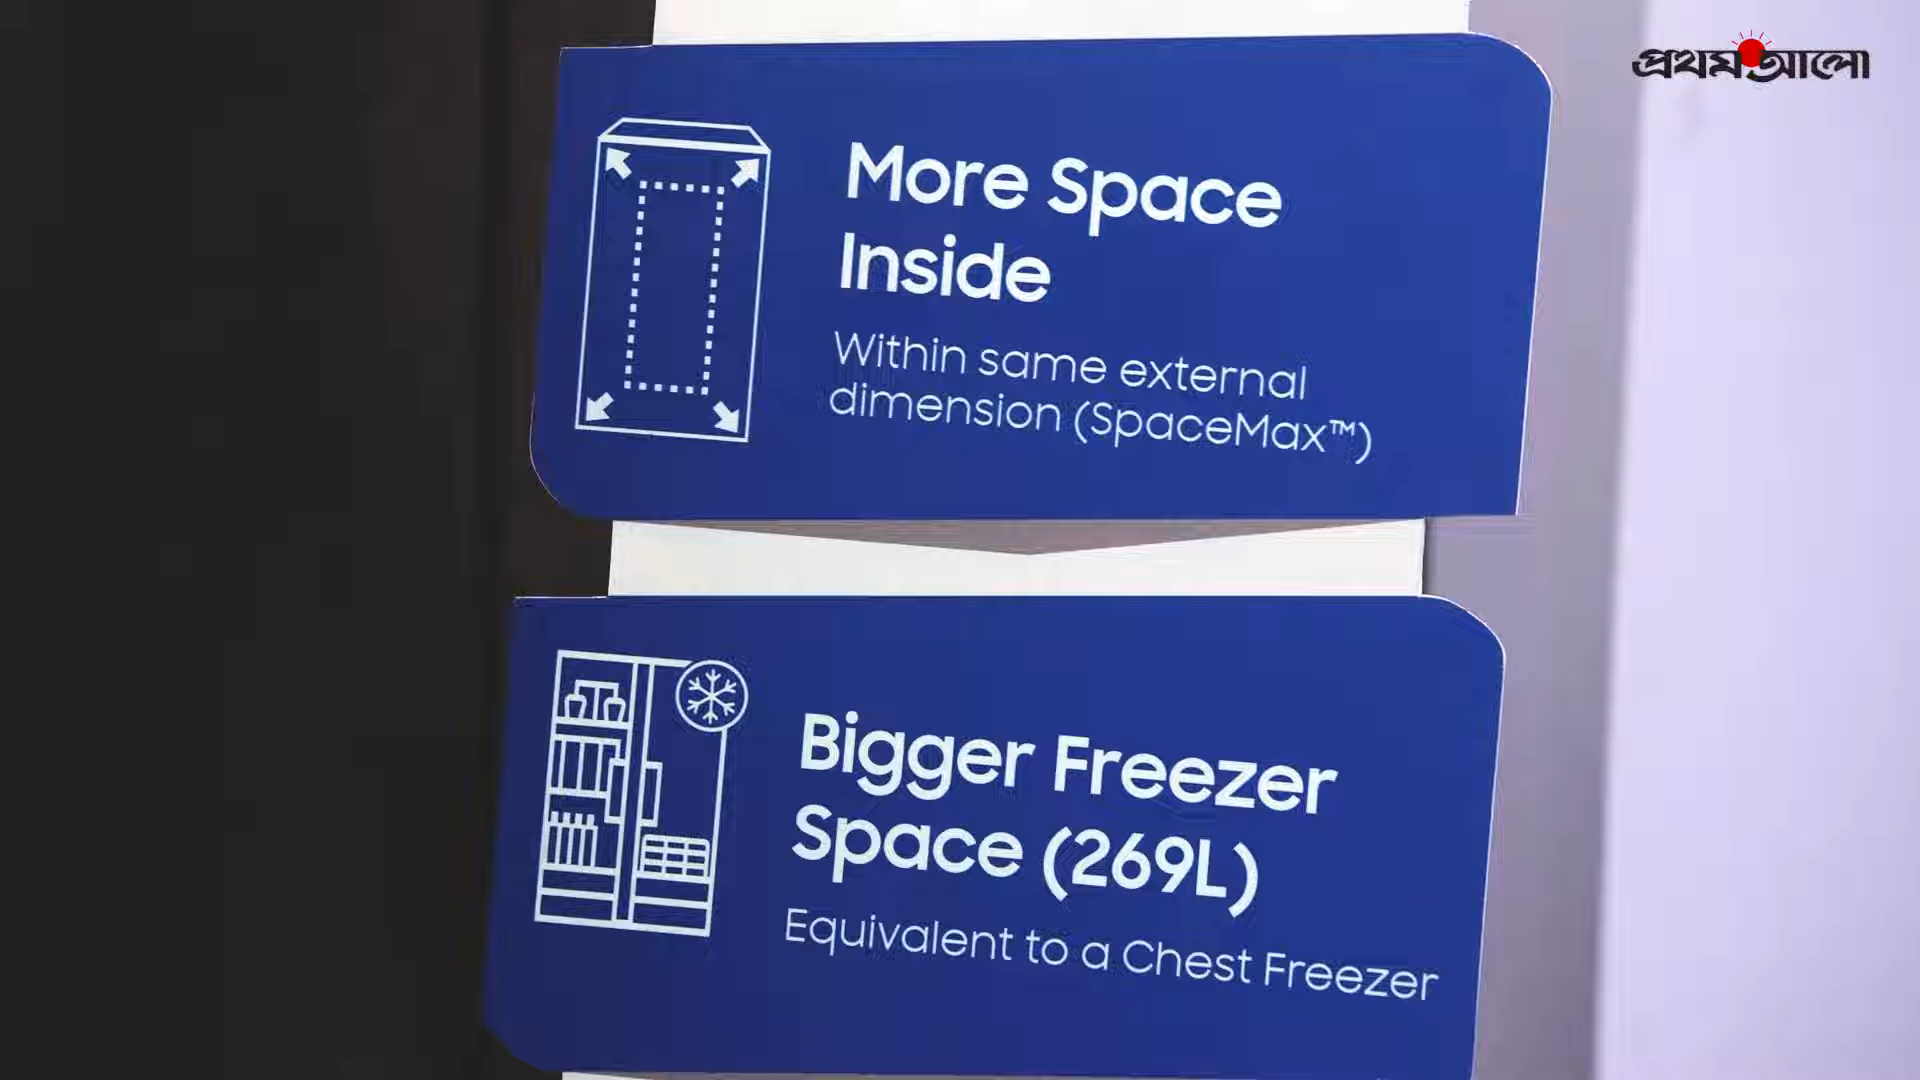 প্রথম আলো
More Space
Inside
Within same external
dimension (SpaceMax™)
Bigger Freezer
Space (269L)
Equivalent to a Chest Freezer